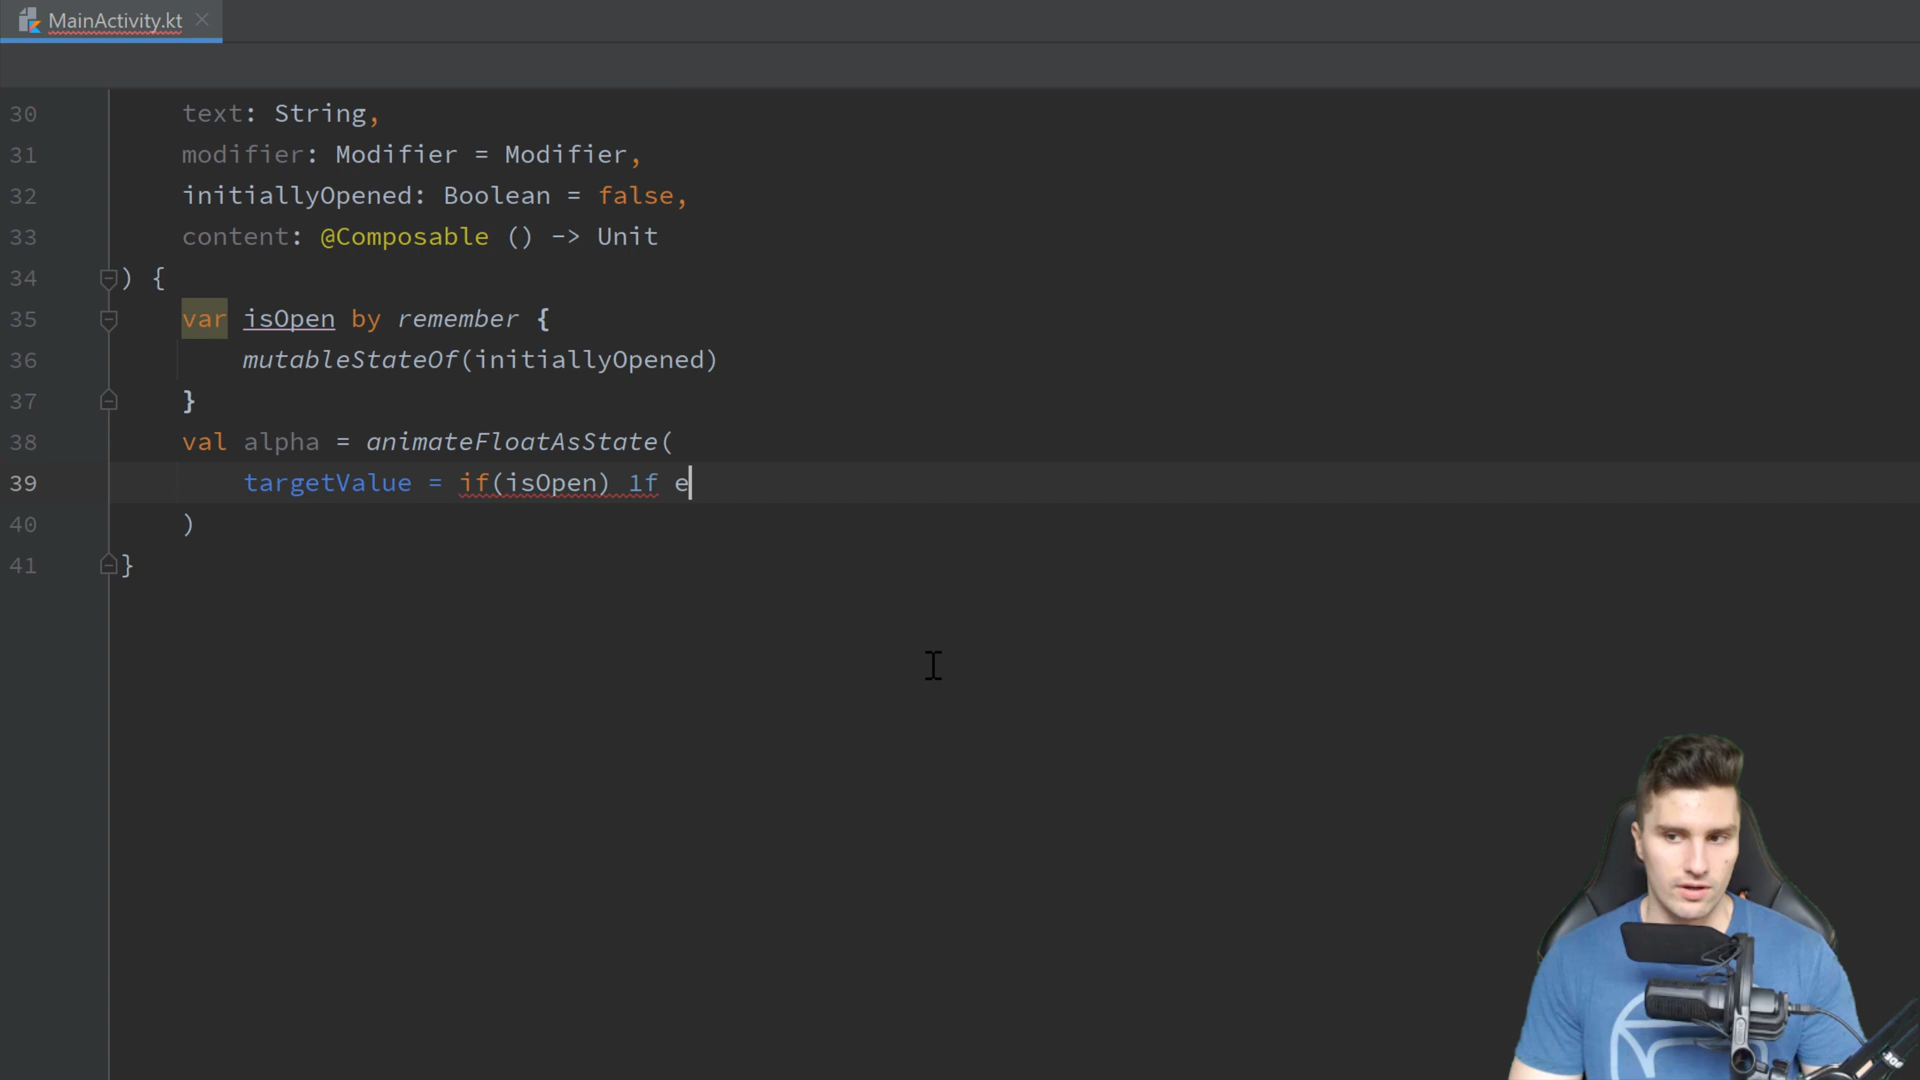 MainActivity.kt
30 text: String,
31 modifier: Modifier = Modifier,
32 initiallyOpened: Boolean = false,
33 content: @Composable () -> Unit
34 ) {
35 var isOpen by remember {
36 mutableStateOf(initiallyOpened)
37 }
38 val alpha = animateFloatAsState(
39 targetValue = if(isOpen) 1f e
40 )
41 }